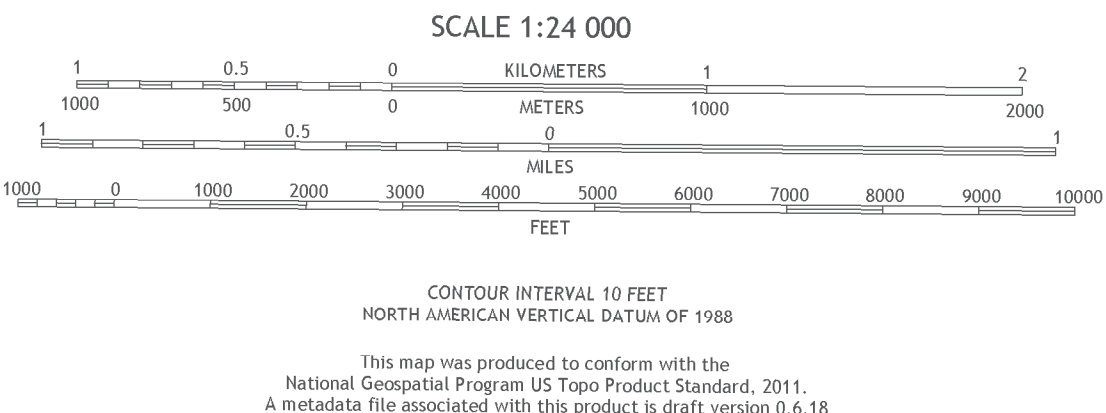 SCALE 1:24 000
1 0.5 0 KILOMETERS 1 2
1000 500 0 METERS 1000 2000
1 0.5 0 1
MILES
1000 0 1000 2000 3000 4000 5000 6000 7000 8000 9000 10000
FEET
CONTOUR INTERVAL 10 FEET
NORTH AMERICAN VERTICAL DATUM OF 1988
This map was produced to conform with the
National Geospatial Program US Topo Product Standard, 2011.
A metadata file associated with this product is draft version 0.6.18